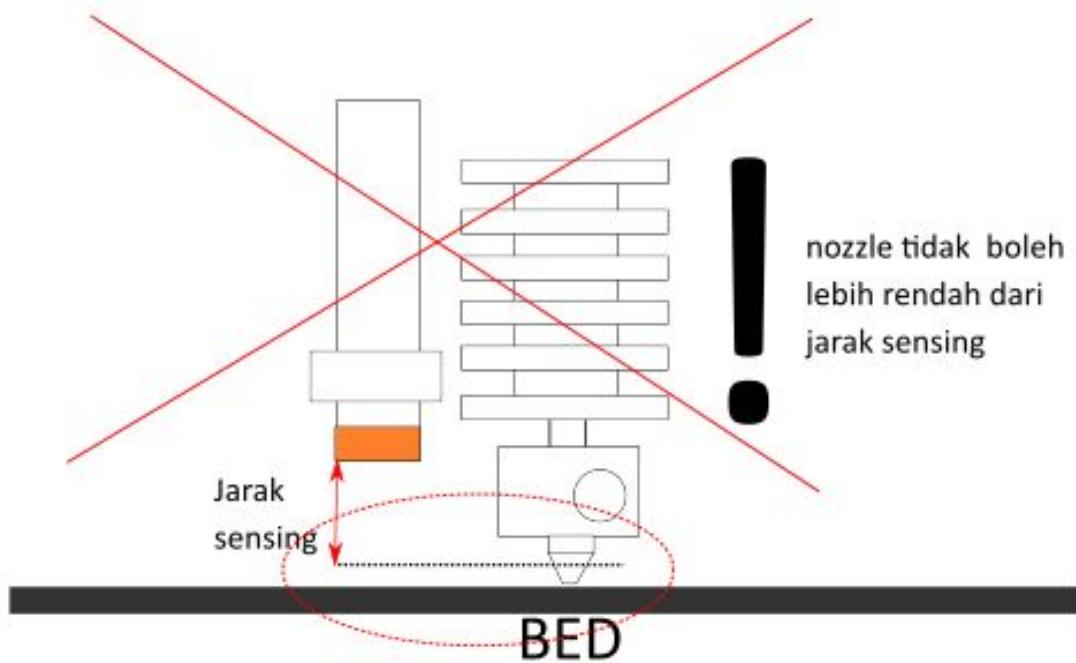 nozzle tidak boleh
lebih rendah dari
jarak sensing
Jarak
sensing
BED